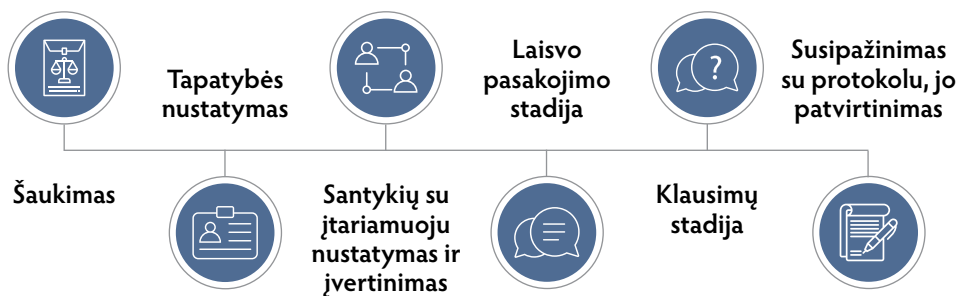 Šaukimas
Tapatybės
nustatymas
Santykių su
įtariamuoju
nustatymas ir
įvertinimas
Laisvo
pasakojimo
stadija
?
Klausimų
stadija
Susipažinimas
su protokolu, jo
patvirtinimas